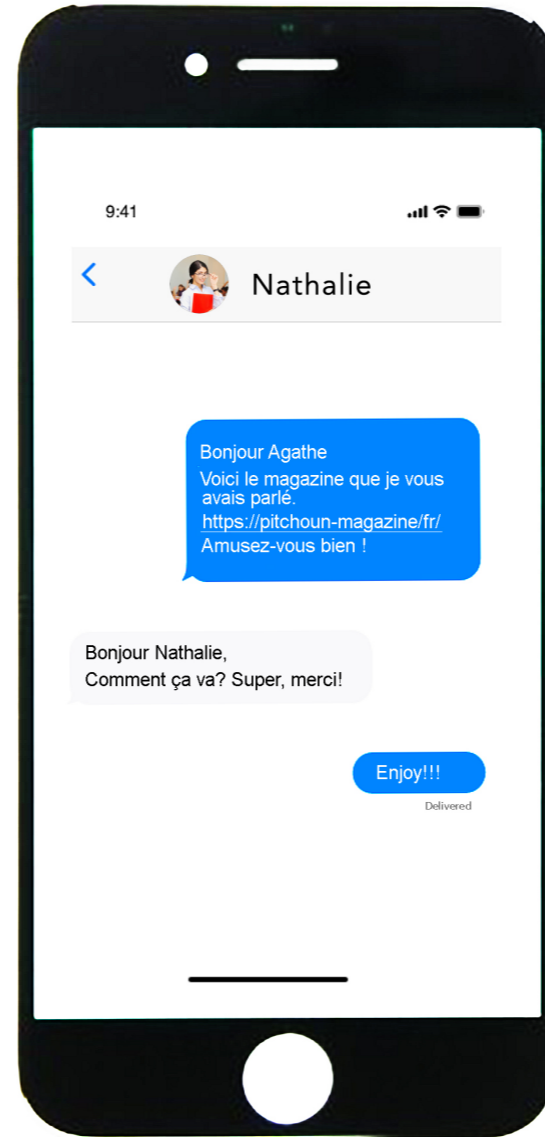 9:41
Nathalie
Bonjour Agathe
Voici le magazine que je vous
avais parlé.
https://pitchoun-magazine/fr/
Amusez-vous bien !
Bonjour Nathalie,
Comment ça va? Super, merci!
Enjoy!!!
Delivered